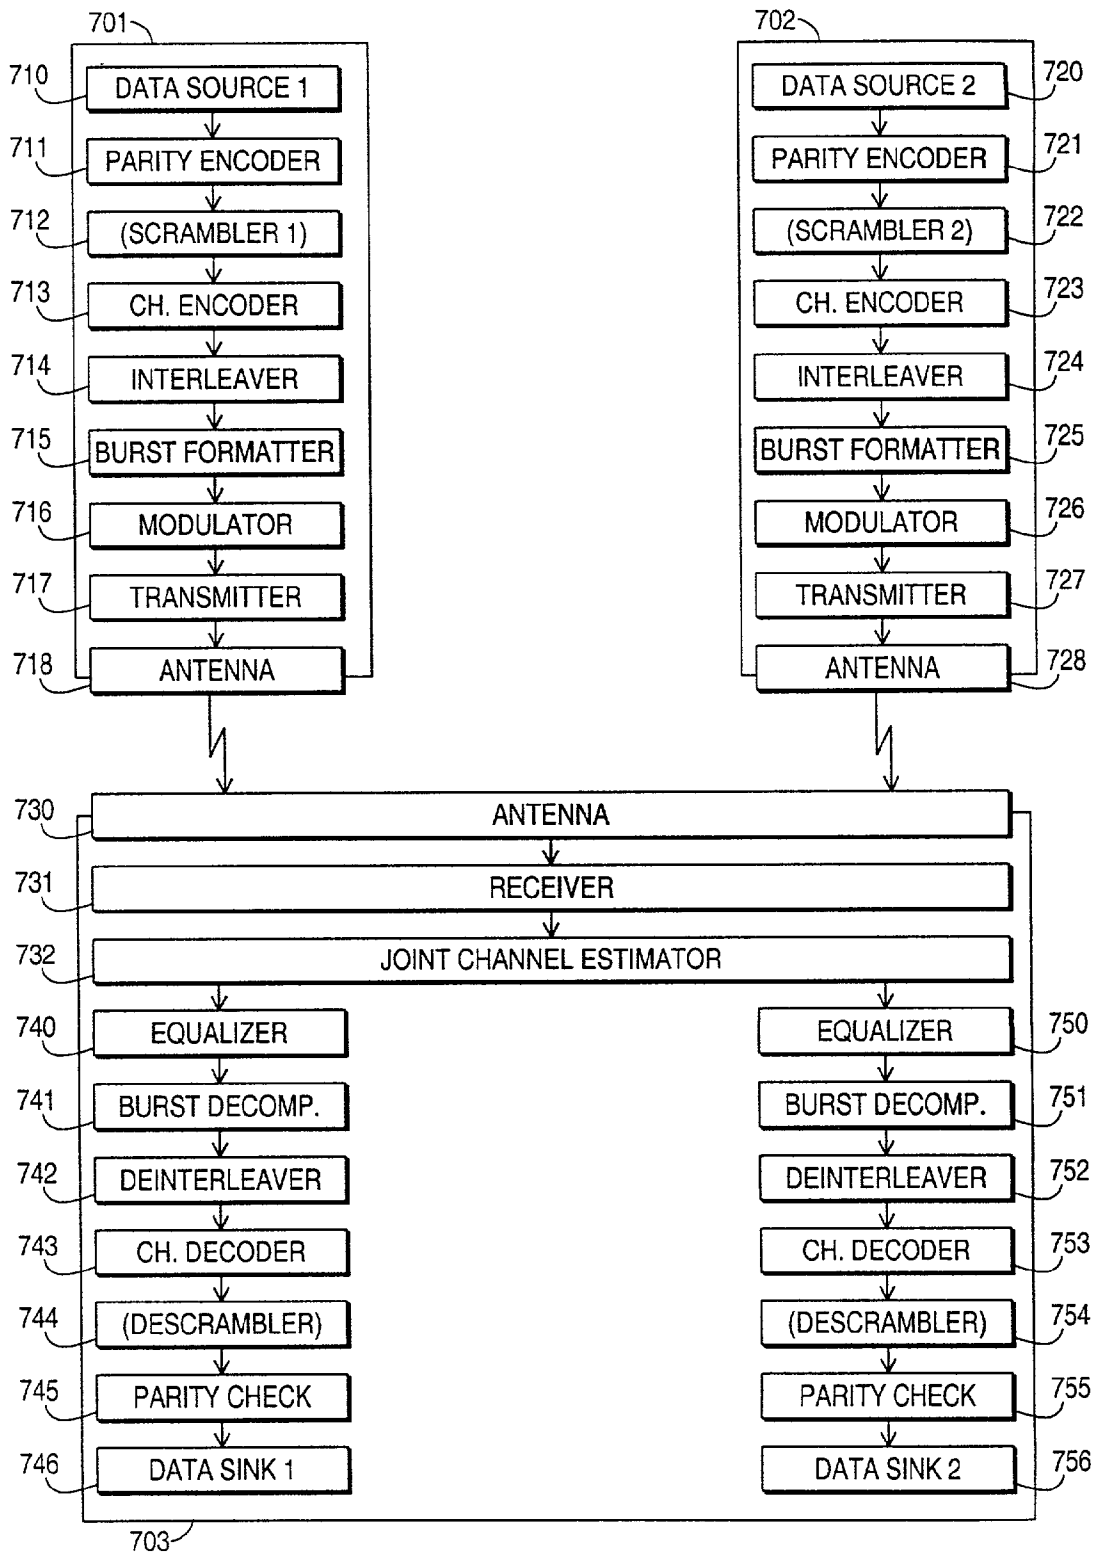 701
702
710
DATA SOURCE 1
DATA SOURCE 2
720
711
PARITY ENCODER
PARITY ENCODER
721
712
(SCRAMBLER 1)
(SCRAMBLER 2)
722
713
CH. ENCODER
CH. ENCODER
723
714
INTERLEAVER
INTERLEAVER
724
715
BURST FORMATTER
BURST FORMATTER
725
716
MODULATOR
MODULATOR
726
717
TRANSMITTER
TRANSMITTER
727
718
ANTENNA
ANTENNA
728
730
ANTENNA
731
RECEIVER
732
JOINT CHANNEL ESTIMATOR
740
EQUALIZER
EQUALIZER
750
741
BURST DECOMP.
BURST DECOMP.
751
742
DEINTERLEAVER
DEINTERLEAVER
752
743
CH. DECODER
CH. DECODER
753
744
(DESCRAMBLER)
(DESCRAMBLER)
754
745
PARITY CHECK
PARITY CHECK
755
746
DATA SINK 1
DATA SINK 2
756
703